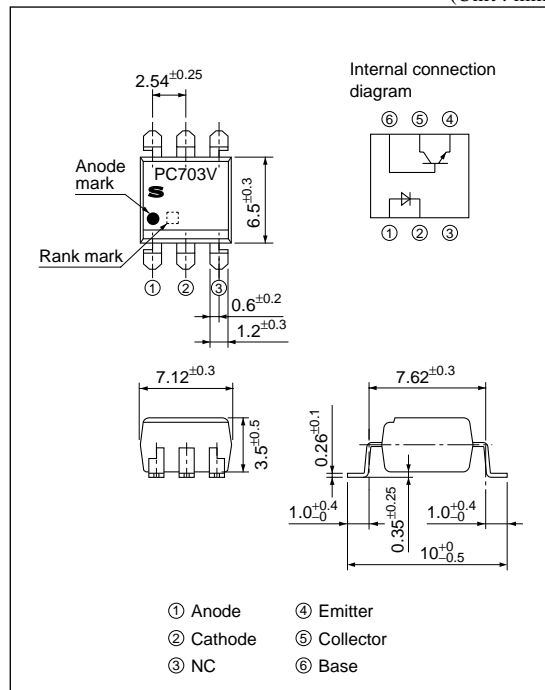 2.54±0.25
Internal connection
diagram
⑥ ⑤ ④
Anode
mark
PC703V
6.5±0.3
Rank mark
① ② ③
① ② ③
0.6±0.2
1.2±0.3
7.12±0.3
7.62±0.3
3.5±0.5
0.26±0.1
1.0+0.4−0
0.35±0.25
1.0+0.4−0
10+0−0.5
① Anode
② Cathode
③ NC
④ Emitter
⑤ Collector
⑥ Base